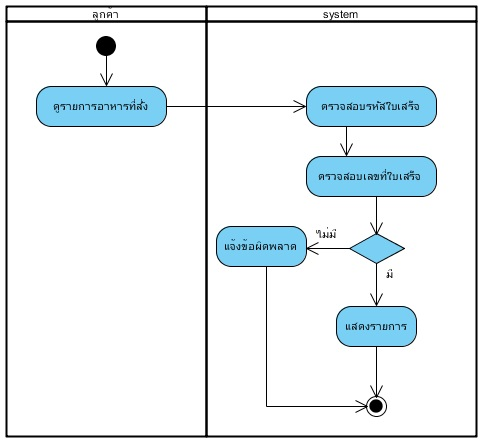 ลูกค้า
system
ดูรายการอาหารที่สั่ง
ตรวจสอบรหัสใบเสร็จ
ตรวจสอบเลขที่ใบเสร็จ
ไม่มี
แจ้งข้อผิดพลาด
มี
แสดงรายการ